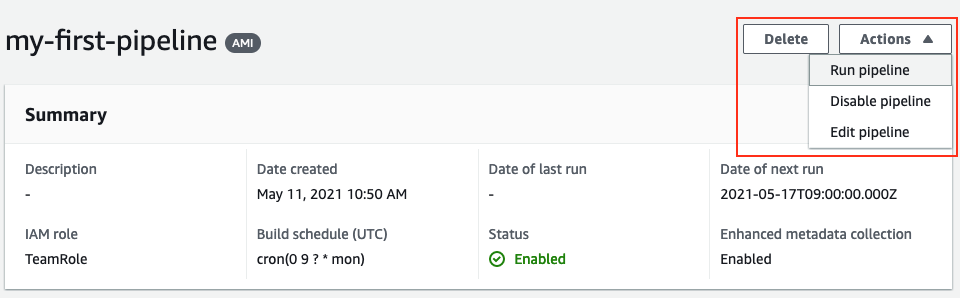 my-first-pipeline AMI
Delete
Actions
Run pipeline
Disable pipeline
Edit pipeline
Summary
Description
-
Date created
May 11, 2021 10:50 AM
Date of last run
-
Date of next run
2021-05-17T09:00:00.000Z
IAM role
TeamRole
Build schedule (UTC)
cron(0 9 ? * mon)
Status
Enabled
Enhanced metadata collection
Enabled